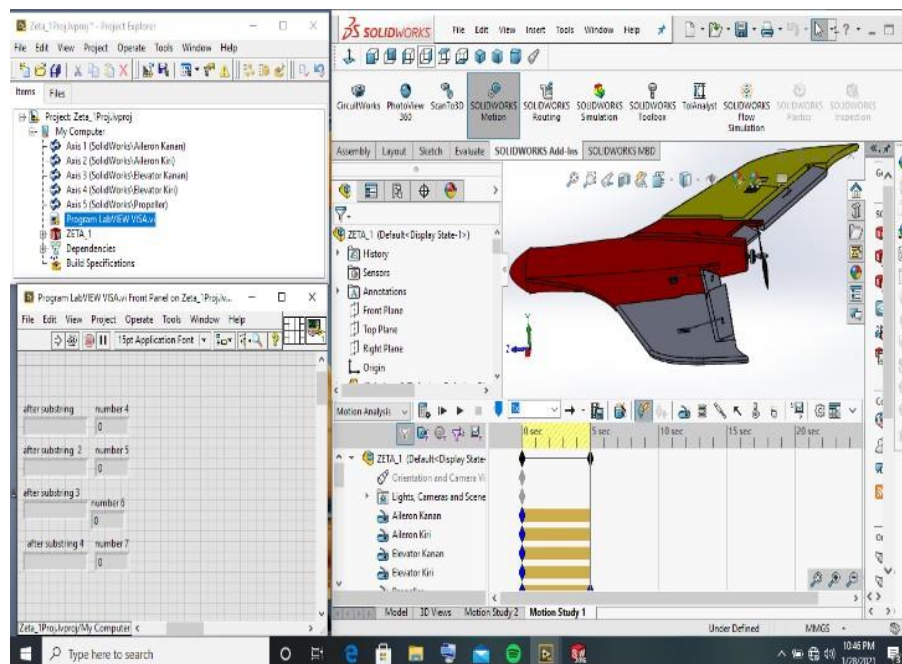 Zeta_1Proj.lvproj * - Project Explorer
File Edit View Project Operate Tools Window Help
Items Files
Project: Zeta_1Proj.lvproj
My Computer
Axis 1 (SolidWorks\Aileron Kanan)
Axis 2 (SolidWorks\Aileron Kiri)
Axis 3 (SolidWorks\Elevator Kanan)
Axis 4 (SolidWorks\Elevator Kiri)
Axis 5 (SolidWorks\Propeller)
Program LabVIEW VISA.vi
ZETA_1
Dependencies
Build Specifications
Program LabVIEW VISA.vi Front Panel on Zeta_1Proj.lv...
File Edit View Project Operate Tools Window Help
15pt Application Font
after substring number 4
0
after substring 2 number 5
0
after substring 3
number 6
0
after substring 4 number 7
0
Zeta_1Proj.lvproj/My Computer
SOLIDWORKS File Edit View Insert Tools Window Help
CircuitWorks PhotoView 360 ScanTo3D SOLIDWORKS Motion SOLIDWORKS Routing SOLIDWORKS Simulation SOLIDWORKS Toolbox TolAnalyst SOLIDWORKS Flow Simulation SOLIDWORKS Plastics SOLIDWORKS Inspection
Assembly Layout Sketch Evaluate SOLIDWORKS Add-Ins SOLIDWORKS MBD
ZETA_1 (Default<Display State-1>)
History
Sensors
Annotations
Front Plane
Top Plane
Right Plane
Origin
Motion Analysis
0 sec 5 sec 10 sec 15 sec 20 sec
ZETA_1 (Default<Display State-
Orientation and Camera Vi
Lights, Cameras and Scene
Aileron Kanan
Aileron Kiri
Elevator Kanan
Elevator Kiri
Model 3D Views Motion Study 2 Motion Study 1
Under Defined MMGS
Type here to search
10:46 PM
1/28/2021